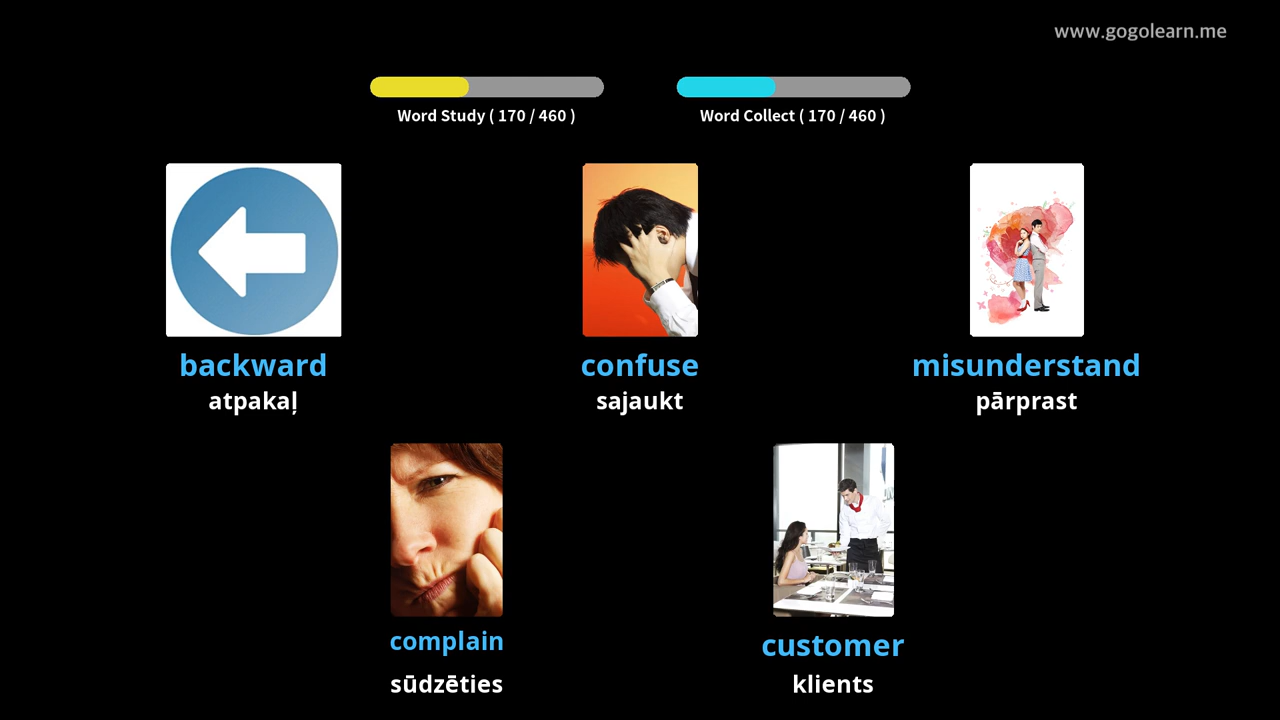 www.gogolearn.me
Word Study ( 170 / 460 )
Word Collect ( 170 / 460 )
backward
atpakaļ
confuse
sajaukt
misunderstand
pārprast
complain
sūdzēties
customer
klients